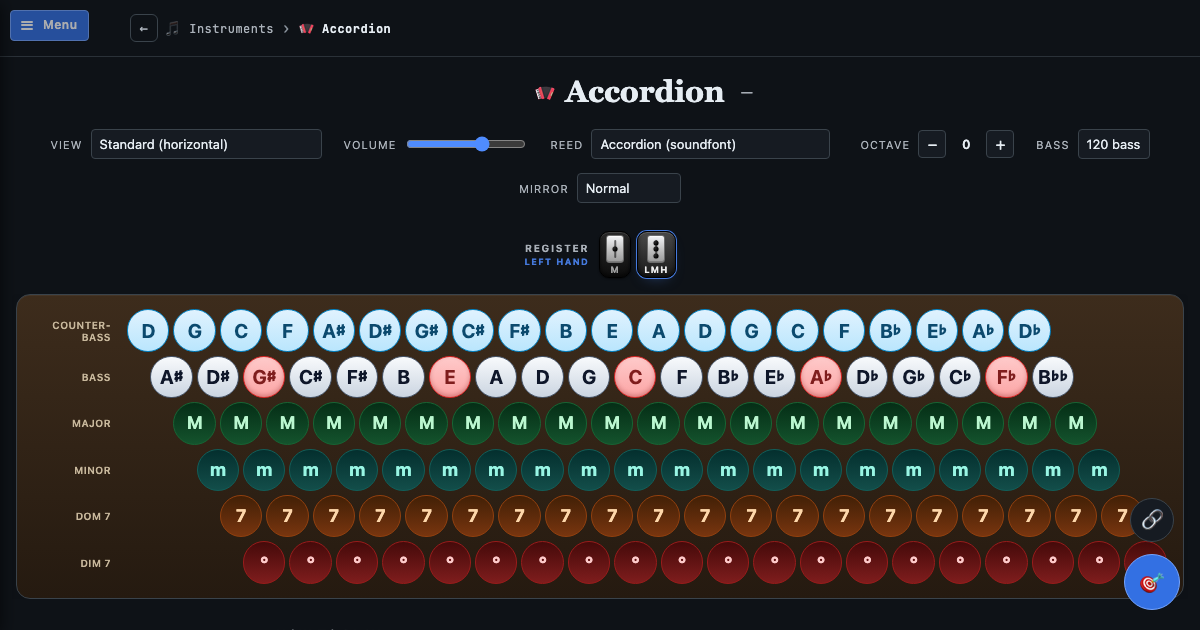 Menu
← Instruments › Accordion
Accordion –
VIEW Standard (horizontal) VOLUME REED Accordion (soundfont) OCTAVE − 0 + BASS 120 bass
MIRROR Normal
REGISTER
LEFT HAND
M LMH
COUNTER-
BASS
D G C F A♯ D♯ G♯ C♯ F♯ B E A D G C F B♭ E♭ A♭ D♭
BASS A♯ D♯ G♯ C♯ F♯ B E A D G C F B♭ E♭ A♭ D♭ G♭ C♭ F♭ B♭♭
MAJOR M M M M M M M M M M M M M M M M M M M M
MINOR m m m m m m m m m m m m m m m m m m m m
DOM 7 7 7 7 7 7 7 7 7 7 7 7 7 7 7 7 7 7 7 7 7
DIM 7 ° ° ° ° ° ° ° ° ° ° ° ° ° ° ° ° ° ° °